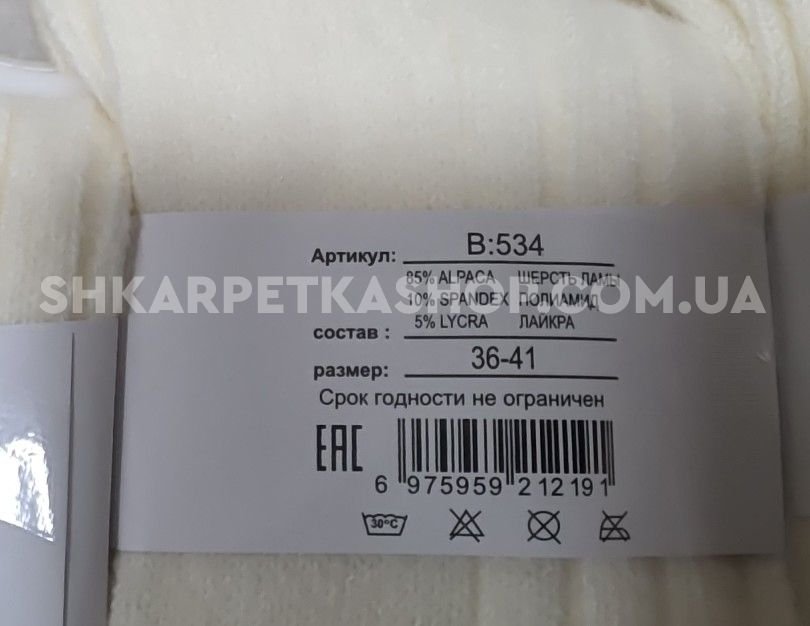 Артикул: B:534
85% ALPACA ШЕРСТЬ ЛАМЫ
SHKARPETKASHOP.COM.UA
10% SPANDEX ПОЛИАМИД
5% LYCRA ЛАЙКРА
состав :
размер: 36-41
Срок годности не ограничен
EAC
6 975959 212191
30°C